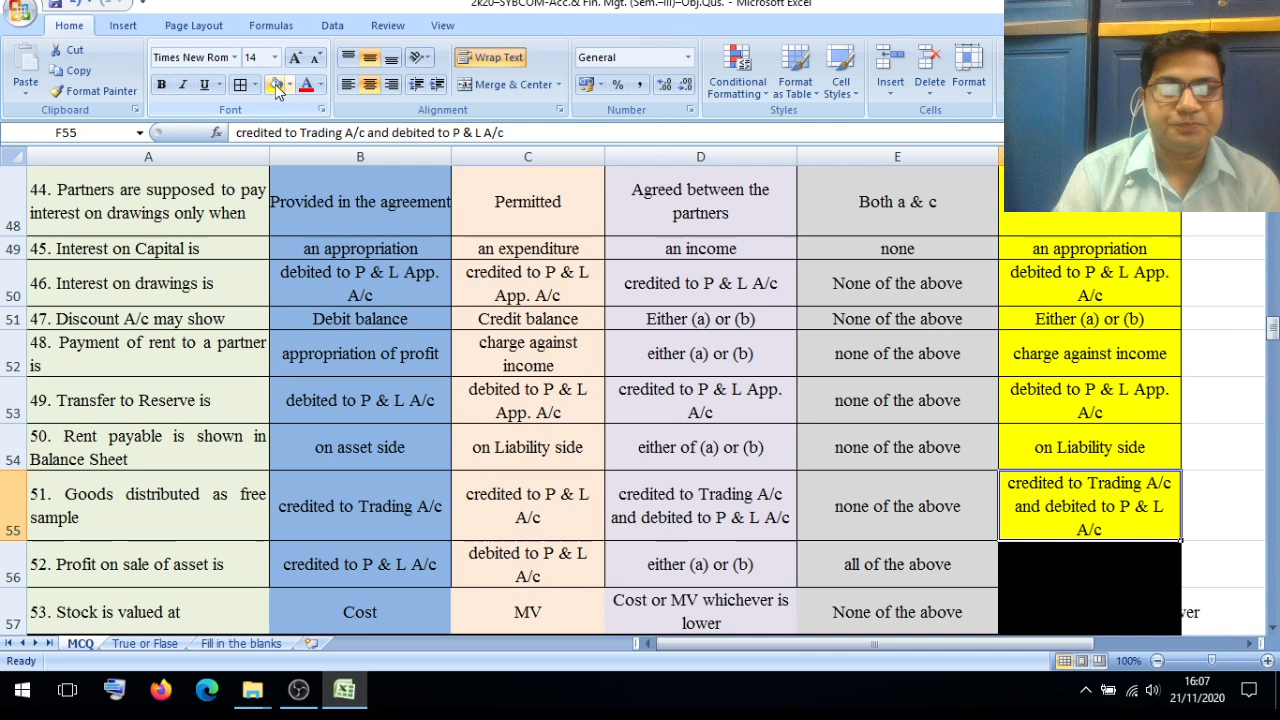 2k20-SYBCOM-Acc.& Fin. Mgt. (Sem.-III)-Obj.Qus. - Microsoft Excel
Home Insert Page Layout Formulas Data Review View
Paste
Cut
Copy
Format Painter
Clipboard
Times New Rom 14
B I U
Font
Wrap Text
Merge & Center
Alignment
General
Number
Conditional Formatting
Format as Table
Cell Styles
Styles
Insert Delete Format
Cells
F55 fx credited to Trading A/c and debited to P & L A/c
A B C D E
48 44. Partners are supposed to pay interest on drawings only when Provided in the agreement Permitted Agreed between the partners Both a & c
49 45. Interest on Capital is an appropriation an expenditure an income none an appropriation
50 46. Interest on drawings is debited to P & L App. A/c credited to P & L App. A/c credited to P & L A/c None of the above debited to P & L App. A/c
51 47. Discount A/c may show Debit balance Credit balance Either (a) or (b) None of the above Either (a) or (b)
52 48. Payment of rent to a partner is appropriation of profit charge against income either (a) or (b) none of the above charge against income
53 49. Transfer to Reserve is debited to P & L A/c debited to P & L App. A/c credited to P & L App. A/c none of the above debited to P & L App. A/c
54 50. Rent payable is shown in Balance Sheet on asset side on Liability side either of (a) or (b) none of the above on Liability side
55 51. Goods distributed as free sample credited to Trading A/c credited to P & L A/c credited to Trading A/c and debited to P & L A/c none of the above credited to Trading A/c and debited to P & L A/c
56 52. Profit on sale of asset is credited to P & L A/c debited to P & L A/c either (a) or (b) all of the above
57 53. Stock is valued at Cost MV Cost or MV whichever is lower None of the above ver
MCQ True or Flase Fill in the blanks
Ready 100%
16:07
21/11/2020